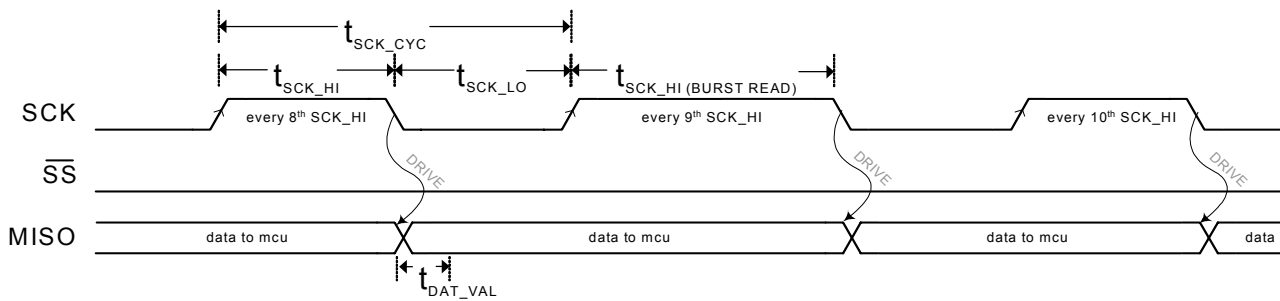 tSCK_CYC
tSCK_HI tSCK_LO tSCK_HI (BURST READ)
SCK every 8th SCK_HI every 9th SCK_HI every 10th SCK_HI
DRIVE DRIVE DRIVE
SS
MISO data to mcu data to mcu data to mcu data
tDAT_VAL